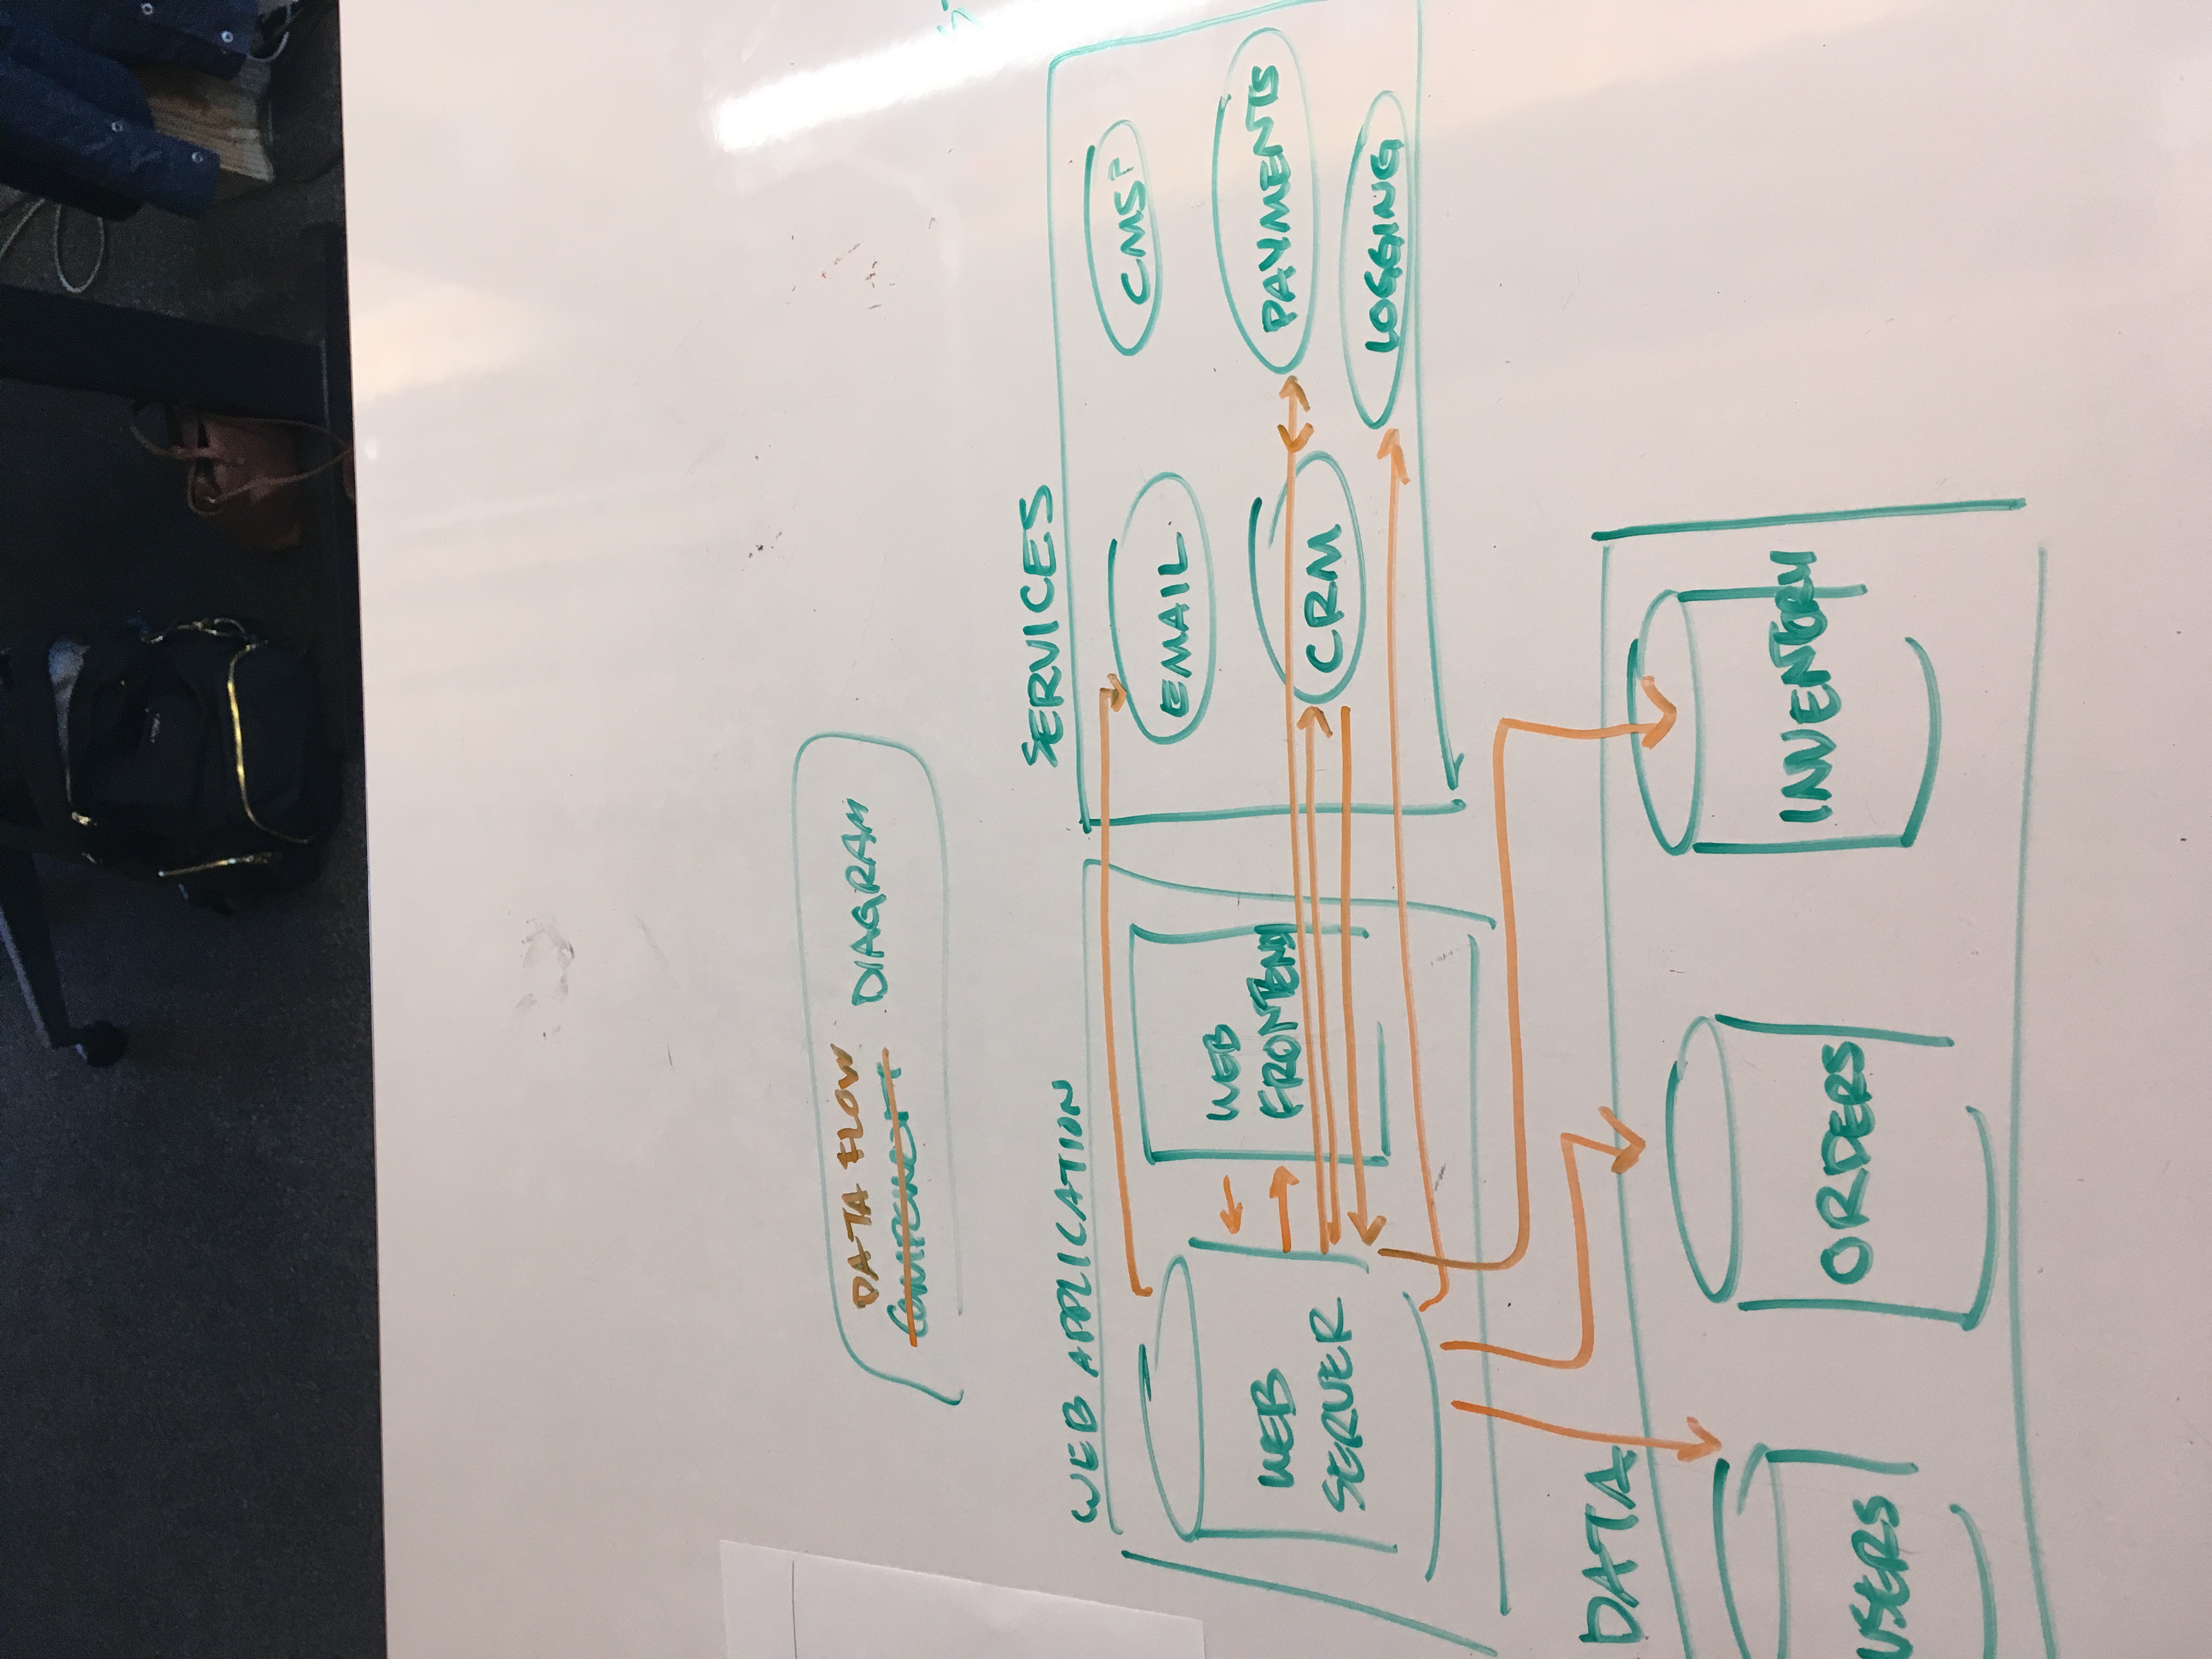 DATA FLOW
COMPONENT DIAGRAM
WEB APPLICATION
SERVICES
WEB
SERVER
WEB
FRONTEND
EMAIL
CMS?
CRM
PAYMENTS
LOGGING
DATA
USERS
ORDERS
INVENTORY